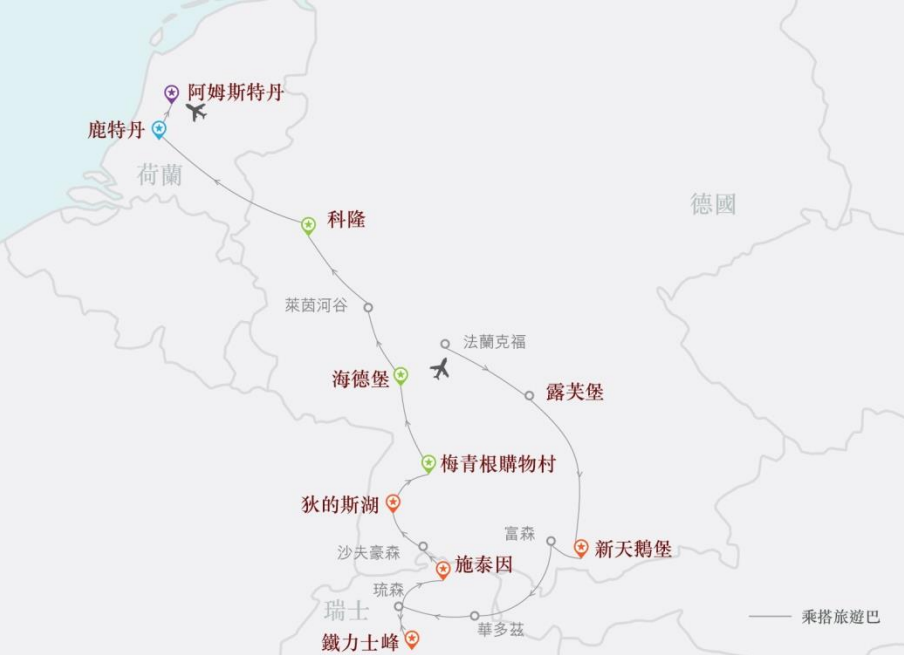 阿姆斯特丹
鹿特丹
荷蘭
德國
科隆
萊茵河谷
法蘭克福
海德堡
露芙堡
梅青根購物村
狄的斯湖
富森
新天鵝堡
沙夫豪森
施泰因
琉森
瑞士
華多茲
乘搭旅遊巴
鐵力士峰